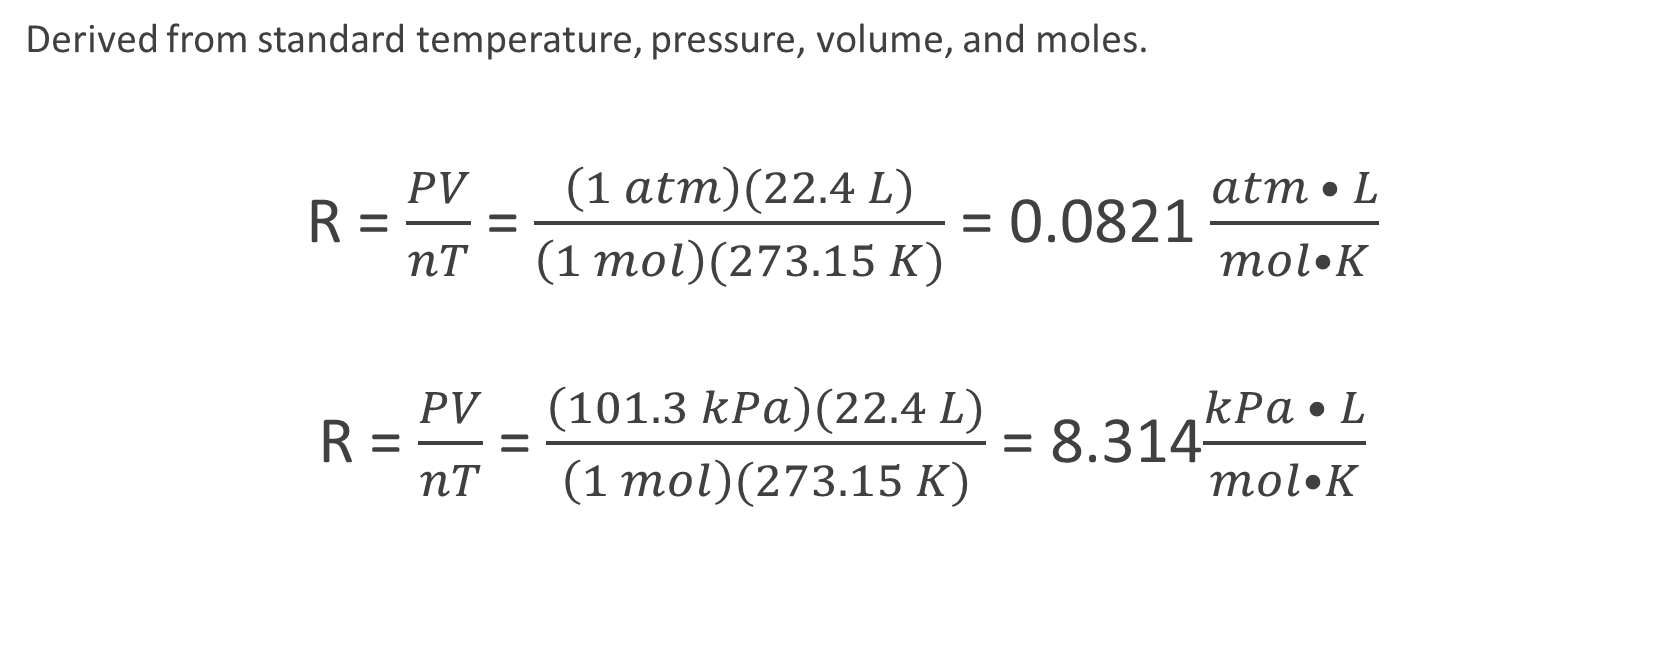 Derived from standard temperature, pressure, volume, and moles.
R = PV/nT = (1 atm)(22.4 L)/(1 mol)(273.15 K) = 0.0821 atm • L/mol•K
R = PV/nT = (101.3 kPa)(22.4 L)/(1 mol)(273.15 K) = 8.314 kPa • L/mol•K